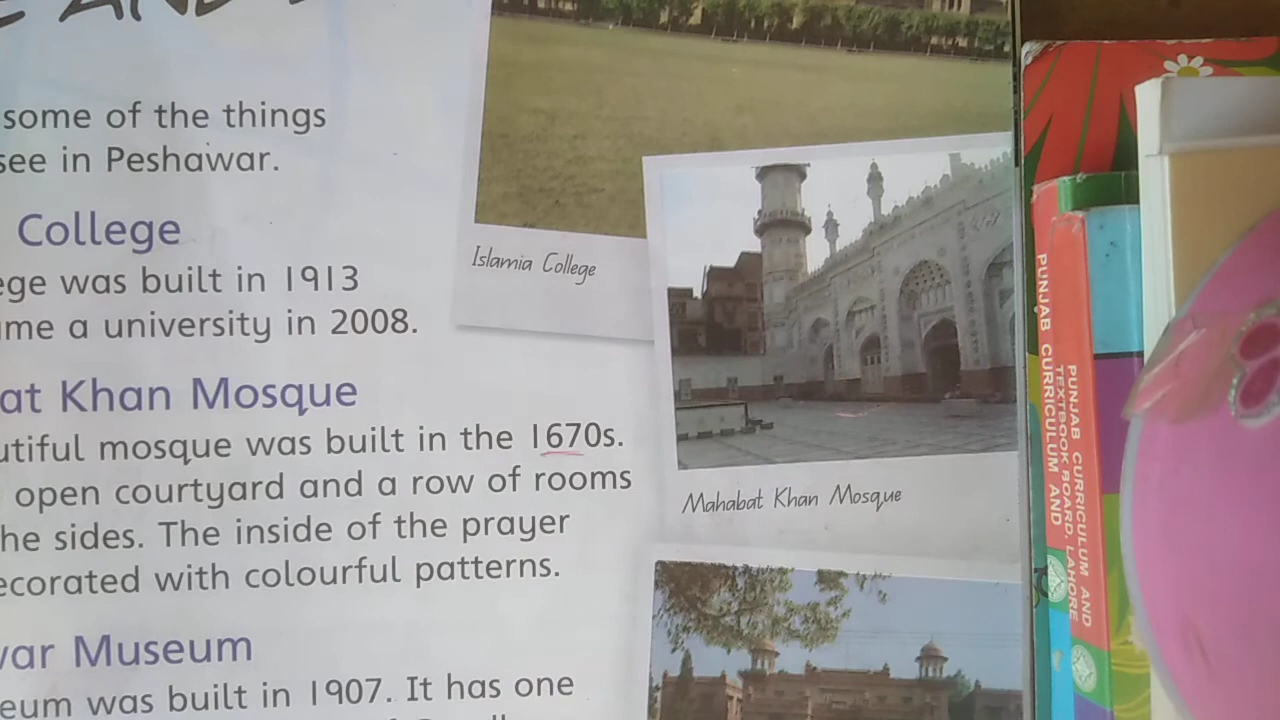 some of the things
see in Peshawar.
College
ege was built in 1913
ame a university in 2008.
at Khan Mosque
utiful mosque was built in the 1670s.
open courtyard and a row of rooms
he sides. The inside of the prayer
ecorated with colourful patterns.
var Museum
eum was built in 1907. It has one
Islamia College
Mahabat Khan Mosque
PUNJAB CURRICULUM AND
PUNJAB CURRICULUM AND
TEXTBOOK BOARD, LAHORE